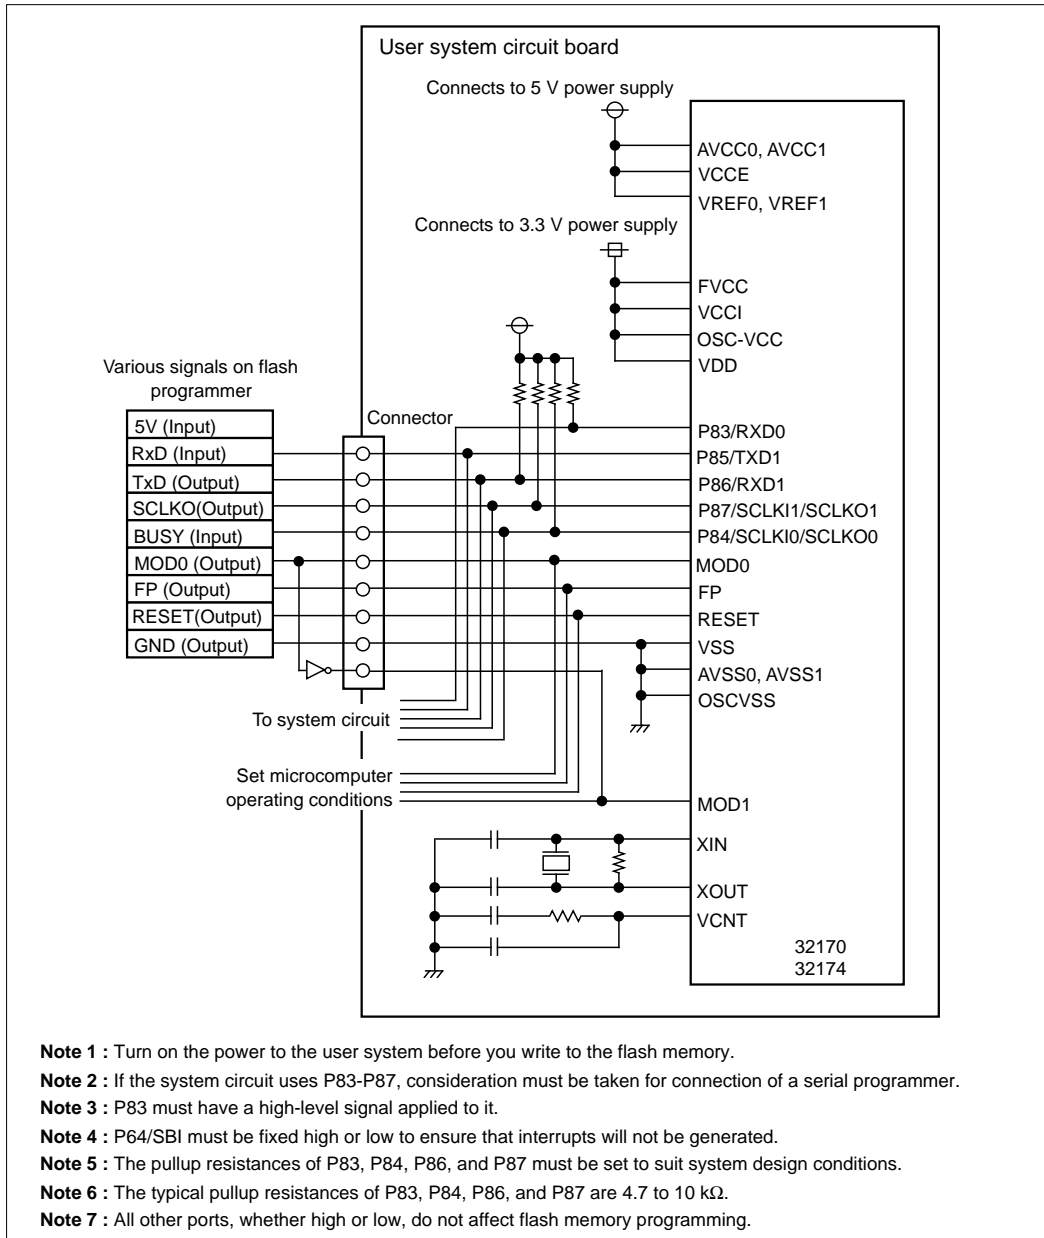 User system circuit board
Connects to 5 V power supply
AVCC0, AVCC1
VCCE
VREF0, VREF1
Connects to 3.3 V power supply
FVCC
VCCI
OSC-VCC
VDD
Various signals on flash
programmer
Connector
5V (Input)
RxD (Input)
TxD (Output)
SCLKO(Output)
BUSY (Input)
MOD0 (Output)
FP (Output)
RESET(Output)
GND (Output)
P83/RXD0
P85/TXD1
P86/RXD1
P87/SCLKI1/SCLKO1
P84/SCLKI0/SCLKO0
MOD0
FP
RESET
VSS
AVSS0, AVSS1
OSCVSS
To system circuit
Set microcomputer
operating conditions
MOD1
XIN
XOUT
VCNT
32170
32174
Note 1 : Turn on the power to the user system before you write to the flash memory.
Note 2 : If the system circuit uses P83-P87, consideration must be taken for connection of a serial programmer.
Note 3 : P83 must have a high-level signal applied to it.
Note 4 : P64/SBI must be fixed high or low to ensure that interrupts will not be generated.
Note 5 : The pullup resistances of P83, P84, P86, and P87 must be set to suit system design conditions.
Note 6 : The typical pullup resistances of P83, P84, P86, and P87 are 4.7 to 10 kΩ.
Note 7 : All other ports, whether high or low, do not affect flash memory programming.